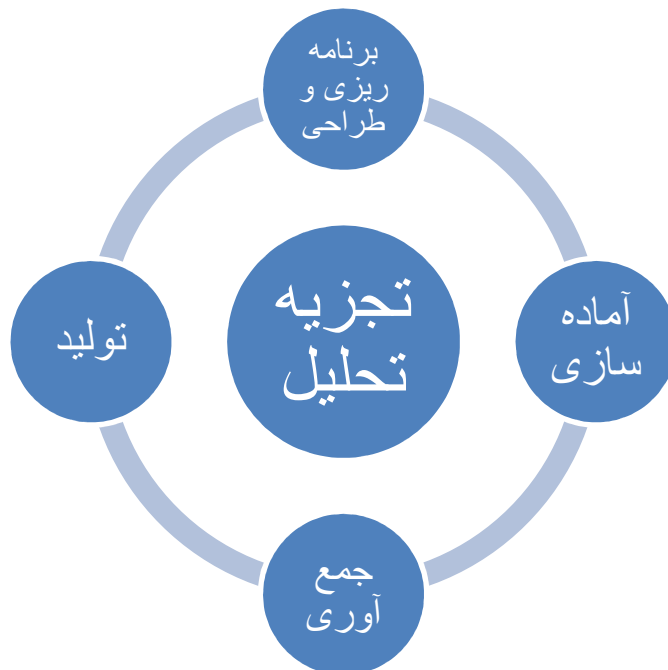 برنامه
ریزی و
طراحی
تجزیه
تحلیل
آماده
سازی
تولید
جمع
آوری